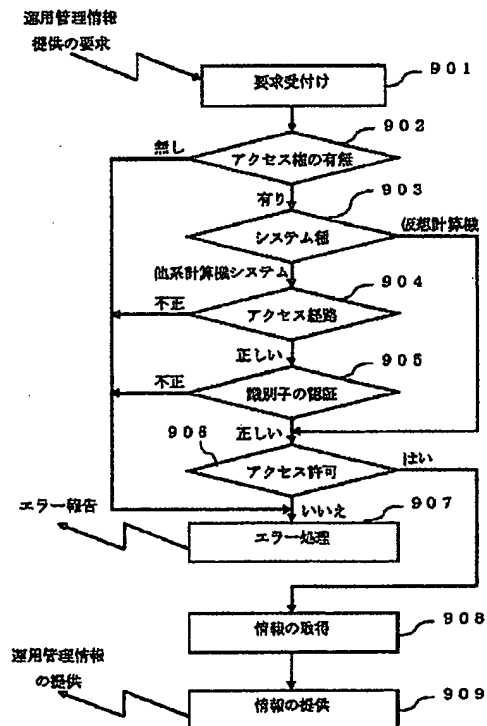 運用管理情報
提供の要求
要求受付け
901
902
アクセス権の有無
無し
有り
903
システム種
仮想計算機
他系計算機システム
904
アクセス経路
不正
正しい
905
識別子の認証
不正
正しい
906
アクセス許可
はい
いいえ
907
エラー報告
エラー処理
情報の取得
908
運用管理情報
の提供
情報の提供
909